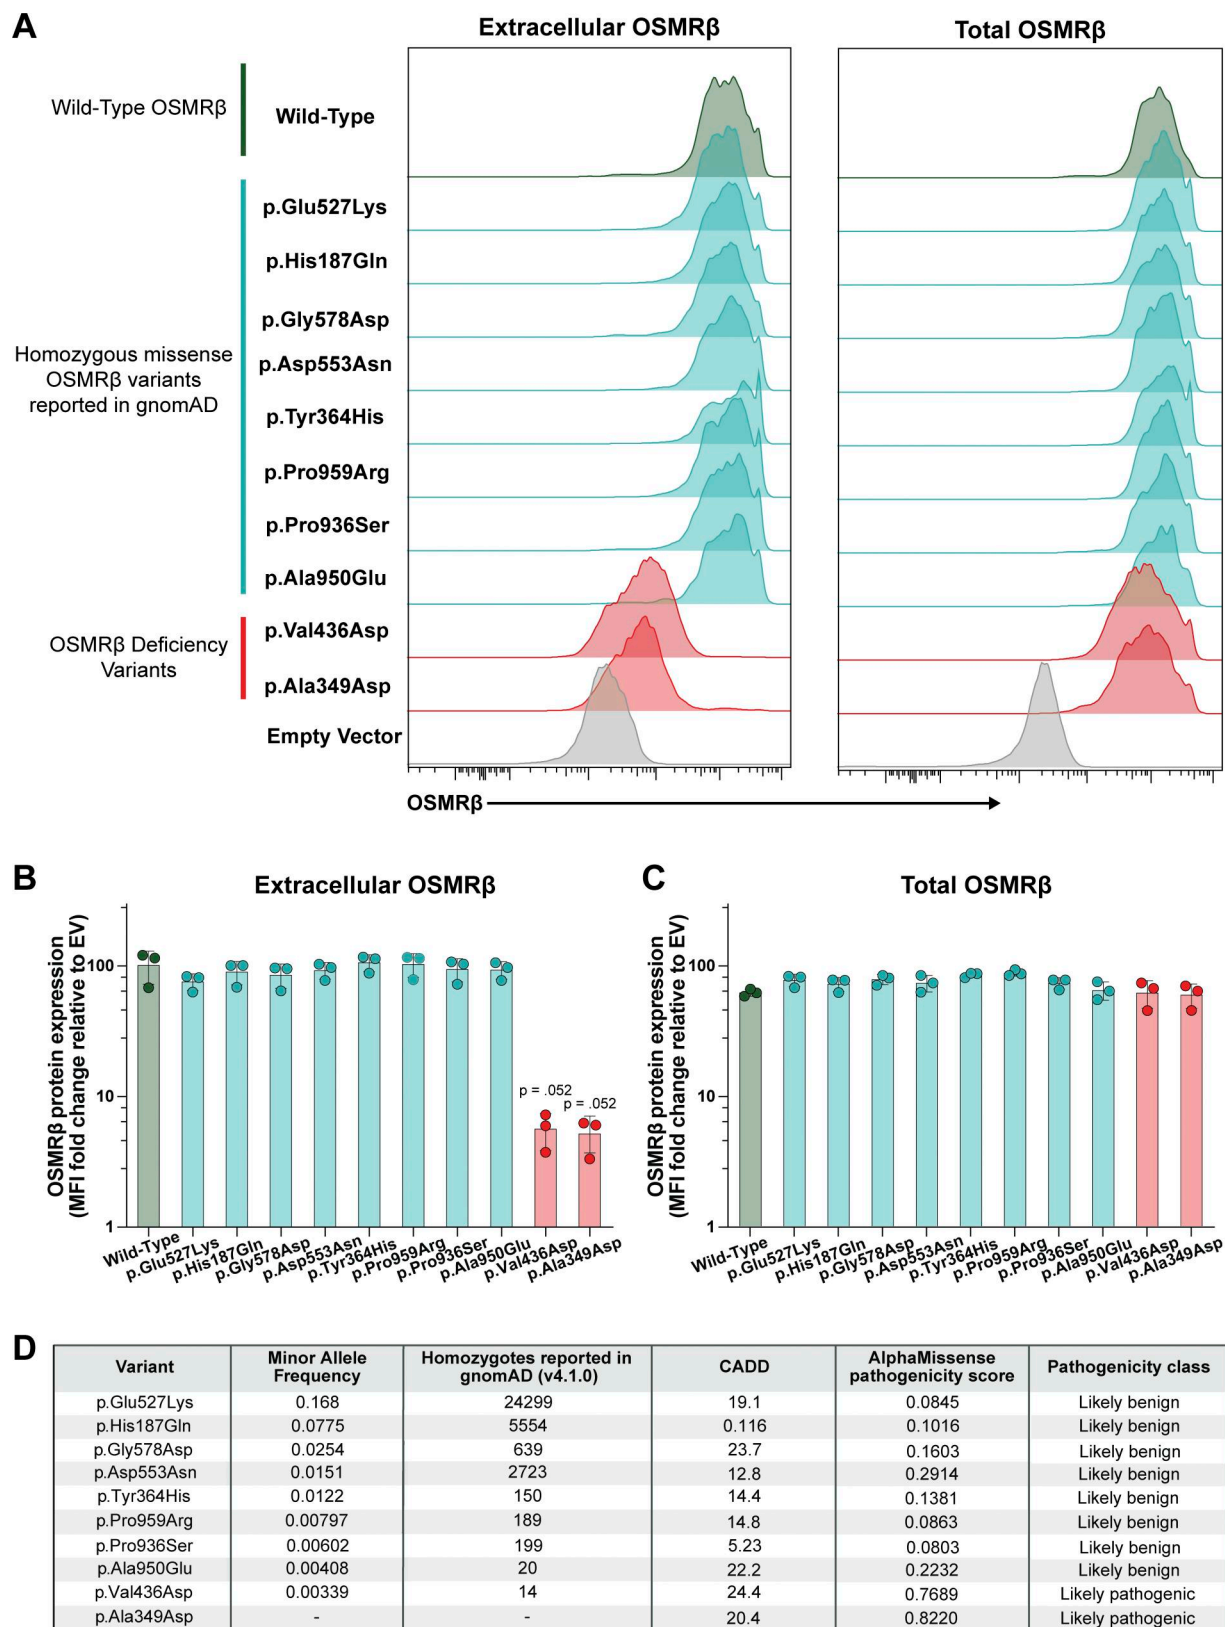 A
Extracellular OSMRβ
Total OSMRβ
Wild-Type OSMRβ
Wild-Type
p.Glu527Lys
p.His187Gln
p.Gly578Asp
Homozygous missense
OSMRβ variants
reported in gnomAD
p.Asp553Asn
p.Tyr364His
p.Pro959Arg
p.Pro936Ser
p.Ala950Glu
OSMRβ Deficiency
Variants
p.Val436Asp
p.Ala349Asp
Empty Vector
OSMRβ
B
Extracellular OSMRβ
OSMRβ protein expression
(MFI fold change relative to EV)
100
10
1
p = .052
p = .052
Wild-Type
p.Glu527Lys
p.His187Gln
p.Gly578Asp
p.Asp553Asn
p.Tyr364His
p.Pro959Arg
p.Pro936Ser
p.Ala950Glu
p.Val436Asp
p.Ala349Asp
C
Total OSMRβ
OSMRβ protein expression
(MFI fold change relative to EV)
100
10
1
Wild-Type
p.Glu527Lys
p.His187Gln
p.Gly578Asp
p.Asp553Asn
p.Tyr364His
p.Pro959Arg
p.Pro936Ser
p.Ala950Glu
p.Val436Asp
p.Ala349Asp
D
Variant | Minor Allele Frequency | Homozygotes reported in gnomAD (v4.1.0) | CADD | AlphaMissense pathogenicity score | Pathogenicity class
p.Glu527Lys 0.168 24299 19.1 0.0845 Likely benign
p.His187Gln 0.0775 5554 0.116 0.1016 Likely benign
p.Gly578Asp 0.0254 639 23.7 0.1603 Likely benign
p.Asp553Asn 0.0151 2723 12.8 0.2914 Likely benign
p.Tyr364His 0.0122 150 14.4 0.1381 Likely benign
p.Pro959Arg 0.00797 189 14.8 0.0863 Likely benign
p.Pro936Ser 0.00602 199 5.23 0.0803 Likely benign
p.Ala950Glu 0.00408 20 22.2 0.2232 Likely benign
p.Val436Asp 0.00339 14 24.4 0.7689 Likely pathogenic
p.Ala349Asp - - 20.4 0.8220 Likely pathogenic